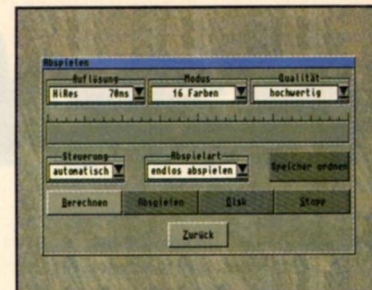 Abspielen
Auflösung Modus Qualität
HiRes 70ns 16 Farben hochwertig
Steuerung Abspielart
automatisch endlos abspielen Speicher ordnen
Berechnen Abspielen Disk Stopp
Zurück